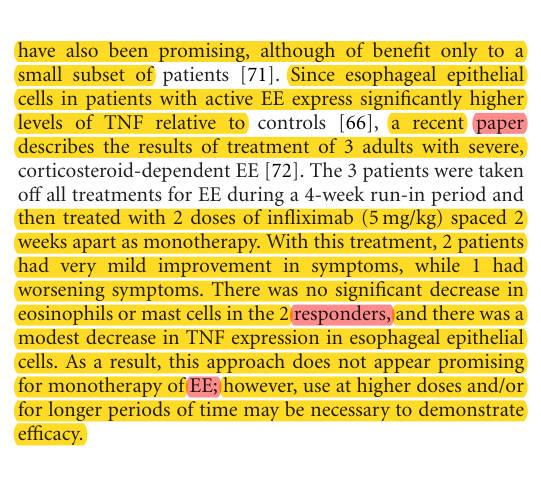 have also been promising, although of benefit only to a
small subset of patients [71]. Since esophageal epithelial
cells in patients with active EE express significantly higher
levels of TNF relative to controls [66], a recent paper
describes the results of treatment of 3 adults with severe,
corticosteroid-dependent EE [72]. The 3 patients were taken
off all treatments for EE during a 4-week run-in period and
then treated with 2 doses of infliximab (5 mg/kg) spaced 2
weeks apart as monotherapy. With this treatment, 2 patients
had very mild improvement in symptoms, while 1 had
worsening symptoms. There was no significant decrease in
eosinophils or mast cells in the 2 responders, and there was a
modest decrease in TNF expression in esophageal epithelial
cells. As a result, this approach does not appear promising
for monotherapy of EE; however, use at higher doses and/or
for longer periods of time may be necessary to demonstrate
efficacy.